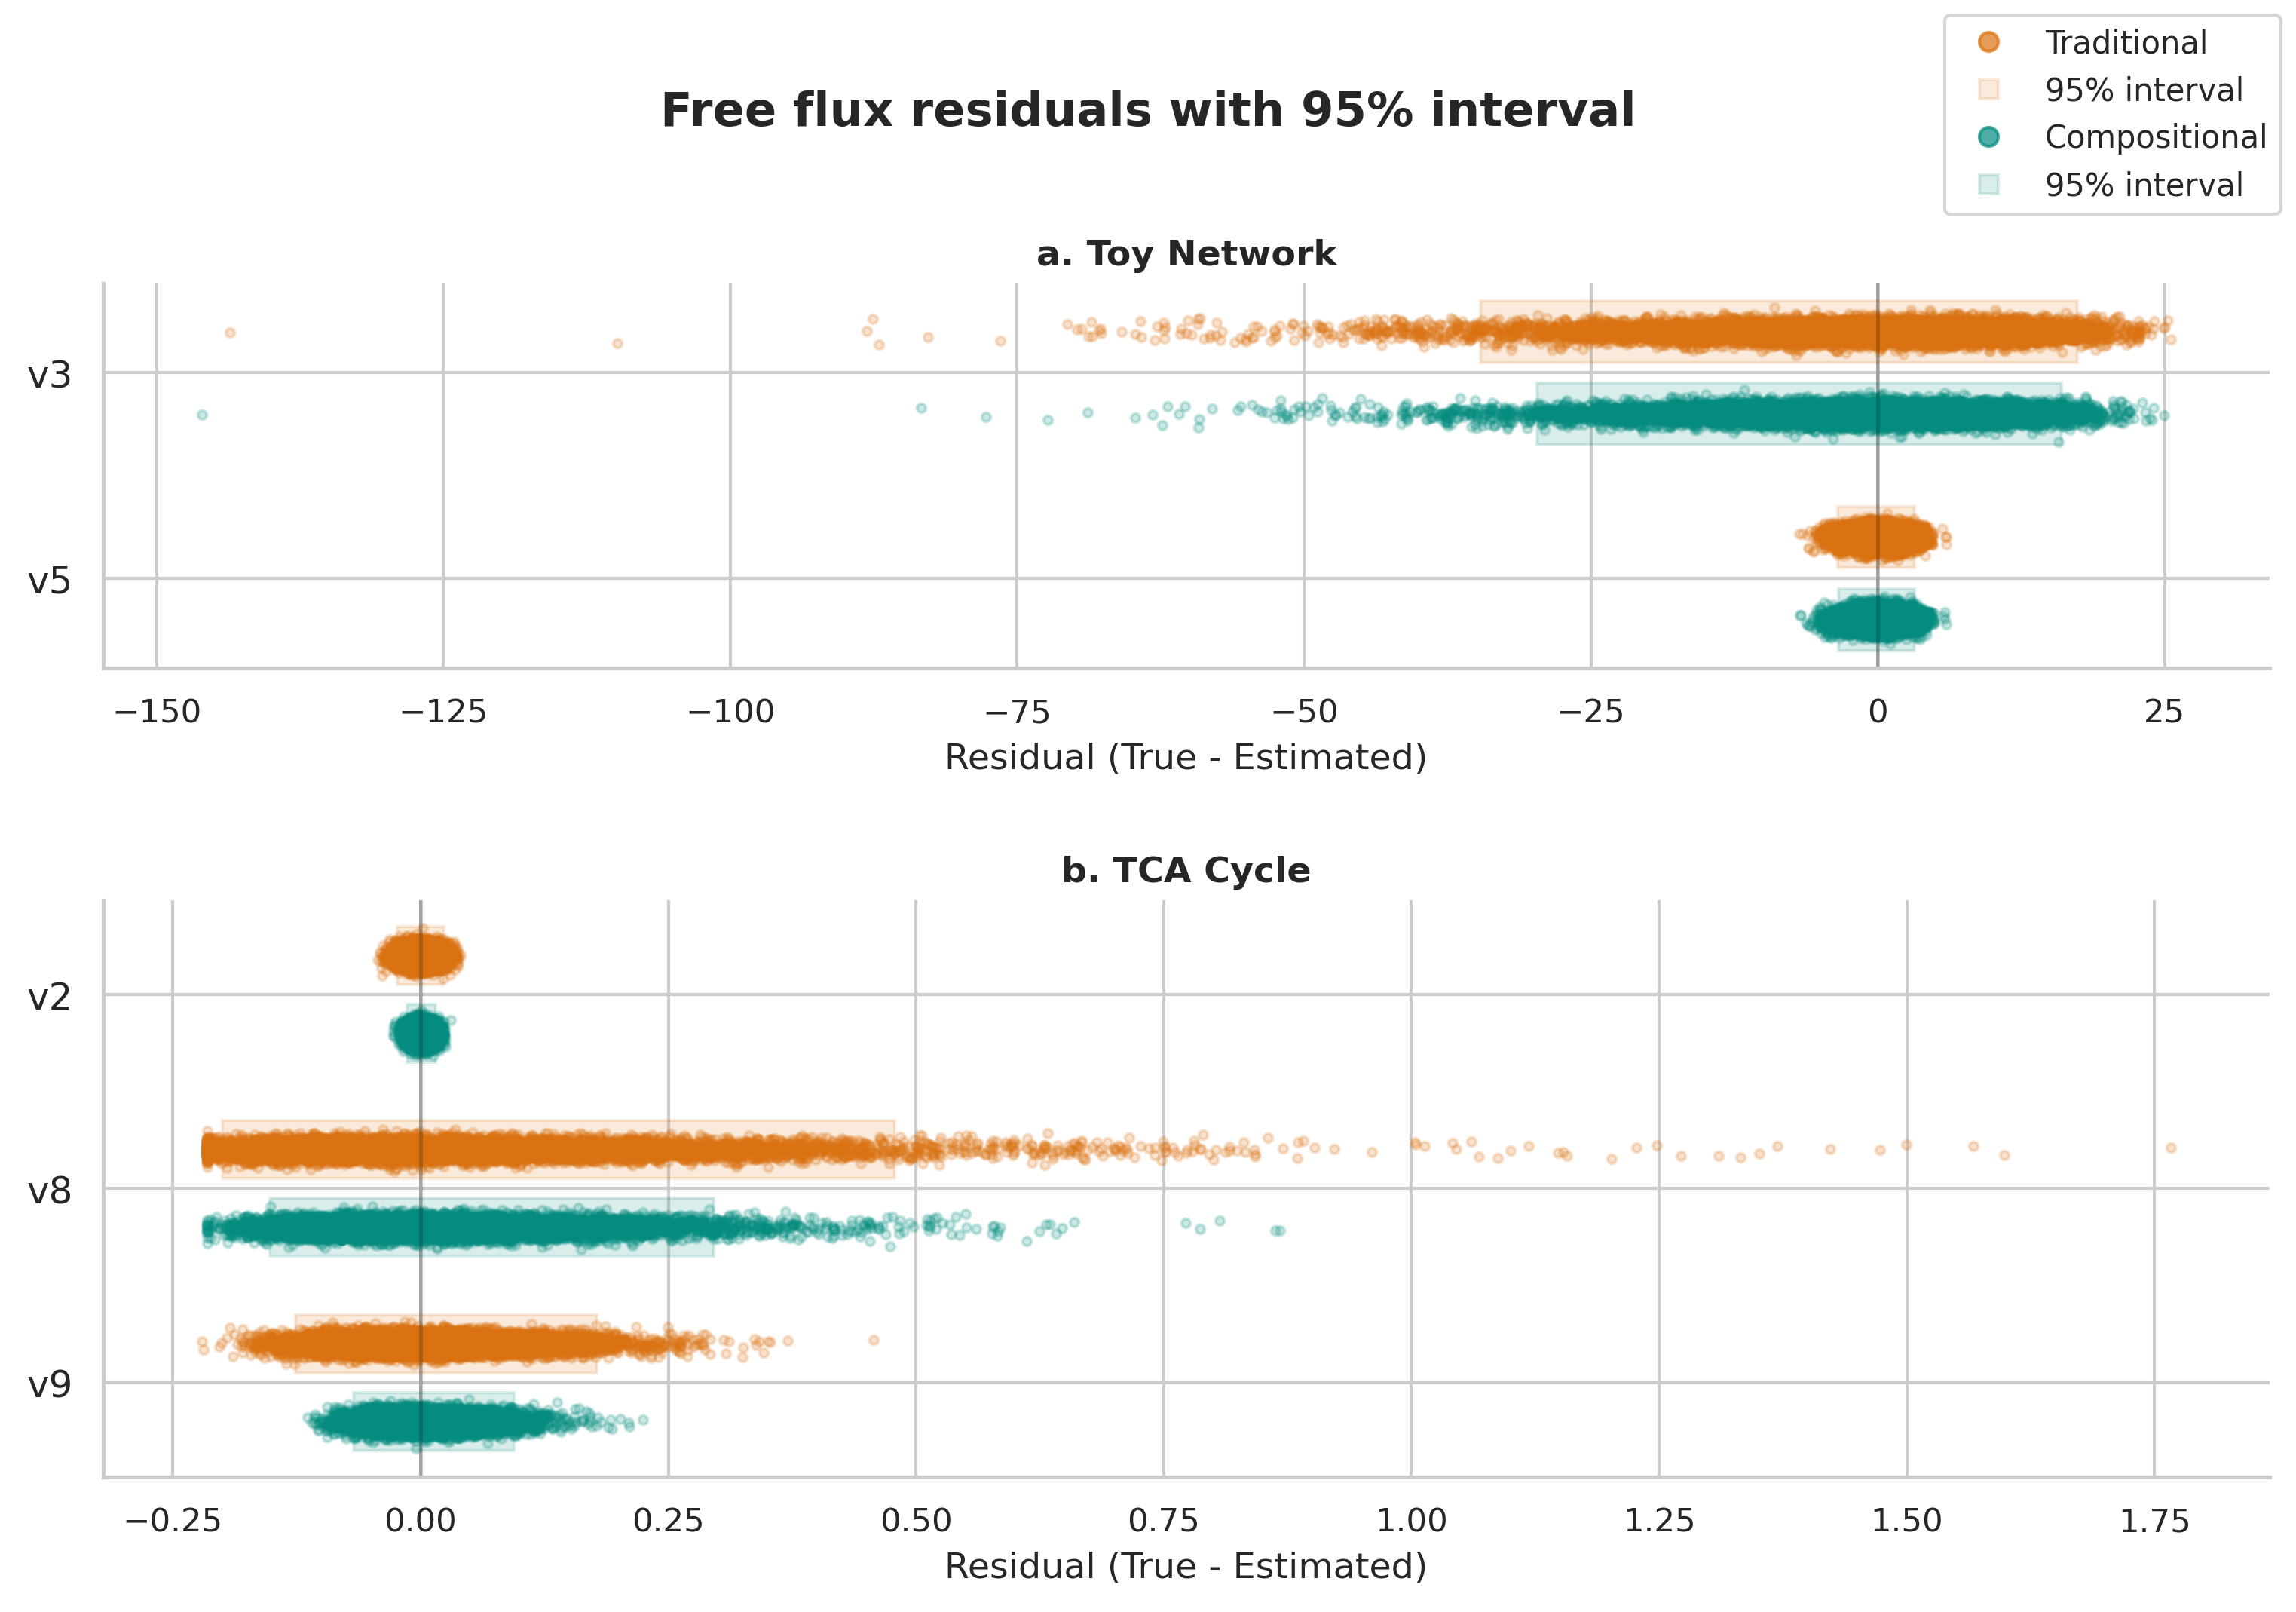 Traditional
95% interval
Compositional
95% interval
Free flux residuals with 95% interval
a. Toy Network
v3
v5
−150 −125 −100 −75 −50 −25 0 25
Residual (True - Estimated)
b. TCA Cycle
v2
v8
v9
−0.25 0.00 0.25 0.50 0.75 1.00 1.25 1.50 1.75
Residual (True - Estimated)